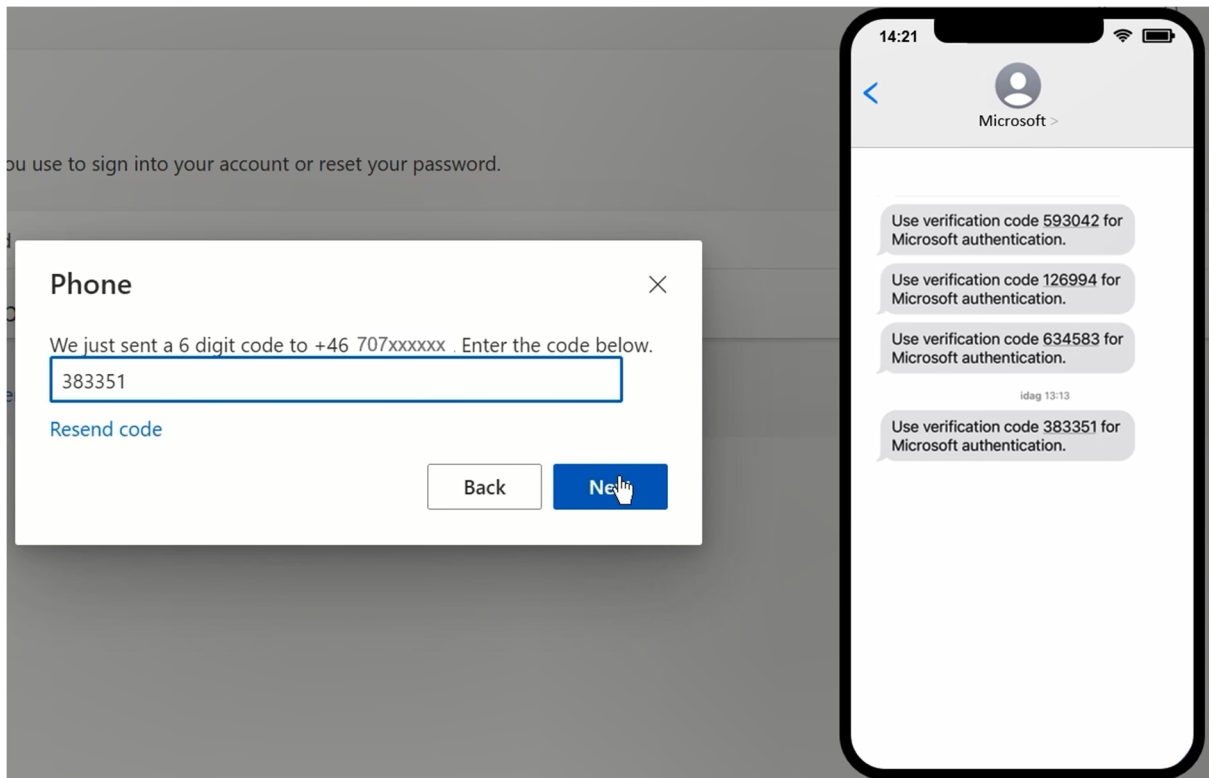 ou use to sign into your account or reset your password.
Phone
We just sent a 6 digit code to +46 707xxxxxx . Enter the code below.
383351
Resend code
Back
14:21
Microsoft >
Use verification code 593042 for
Microsoft authentication.
Use verification code 126994 for
Microsoft authentication.
Use verification code 634583 for
Microsoft authentication.
idag 13:13
Use verification code 383351 for
Microsoft authentication.